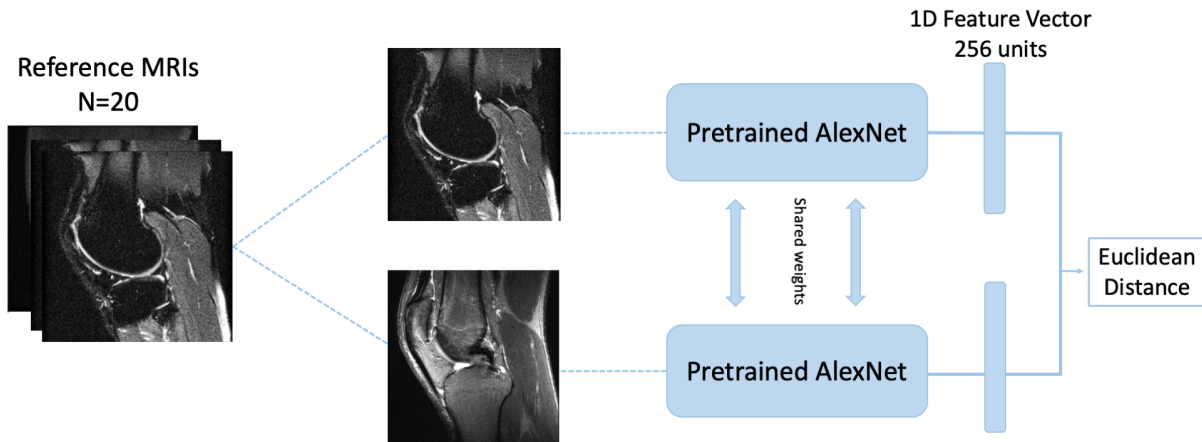 Reference MRIs
N=20
Pretrained AlexNet
1D Feature Vector
256 units
Shared weights
Pretrained AlexNet
Euclidean
Distance